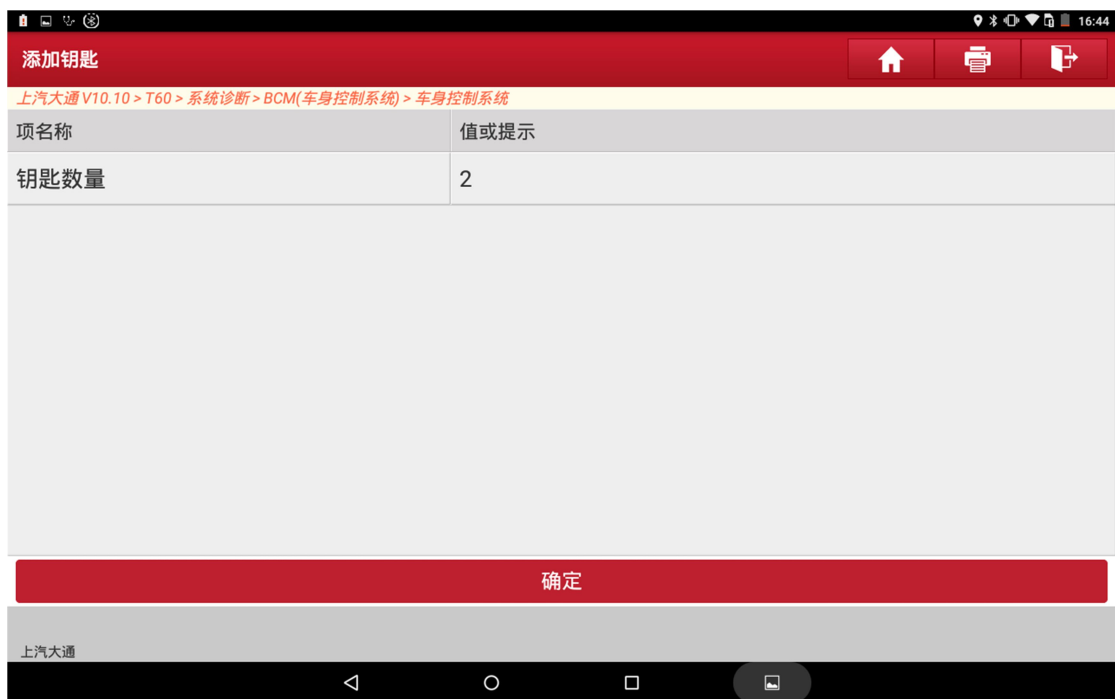 16:44
添加钥匙
上汽大通 V10.10 > T60 > 系统诊断 > BCM(车身控制系统) > 车身控制系统
项名称 值或提示
钥匙数量 2
确定
上汽大通